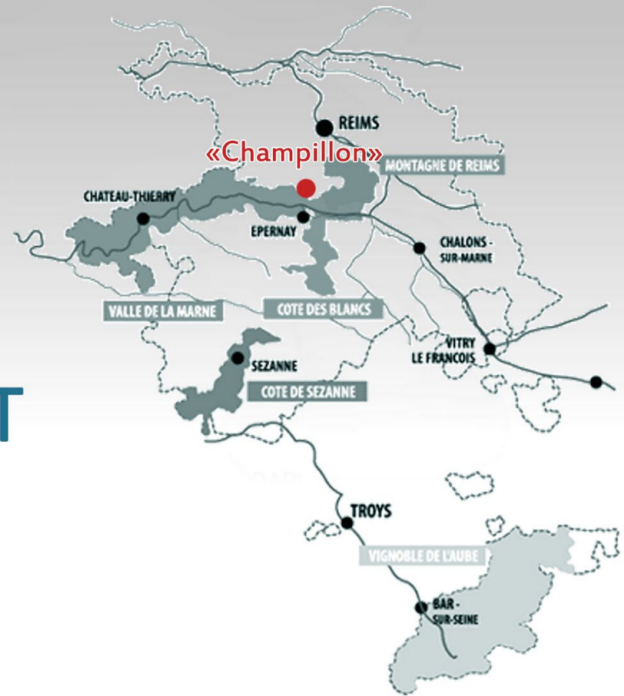 REIMS
«Champillon»
MONTAGNE DE REIMS
CHATEAU-THIERRY
EPERNAY
CHALONS -
SUR-MARNE
VALLE DE LA MARNE
COTE DES BLANCS
VITRY
LE FRANCOIS
SEZANNE
COTE DE SEZANNE
T
TROYS
VIGNOBLE DE L'AUBE
BAR -
SUR-SEINE